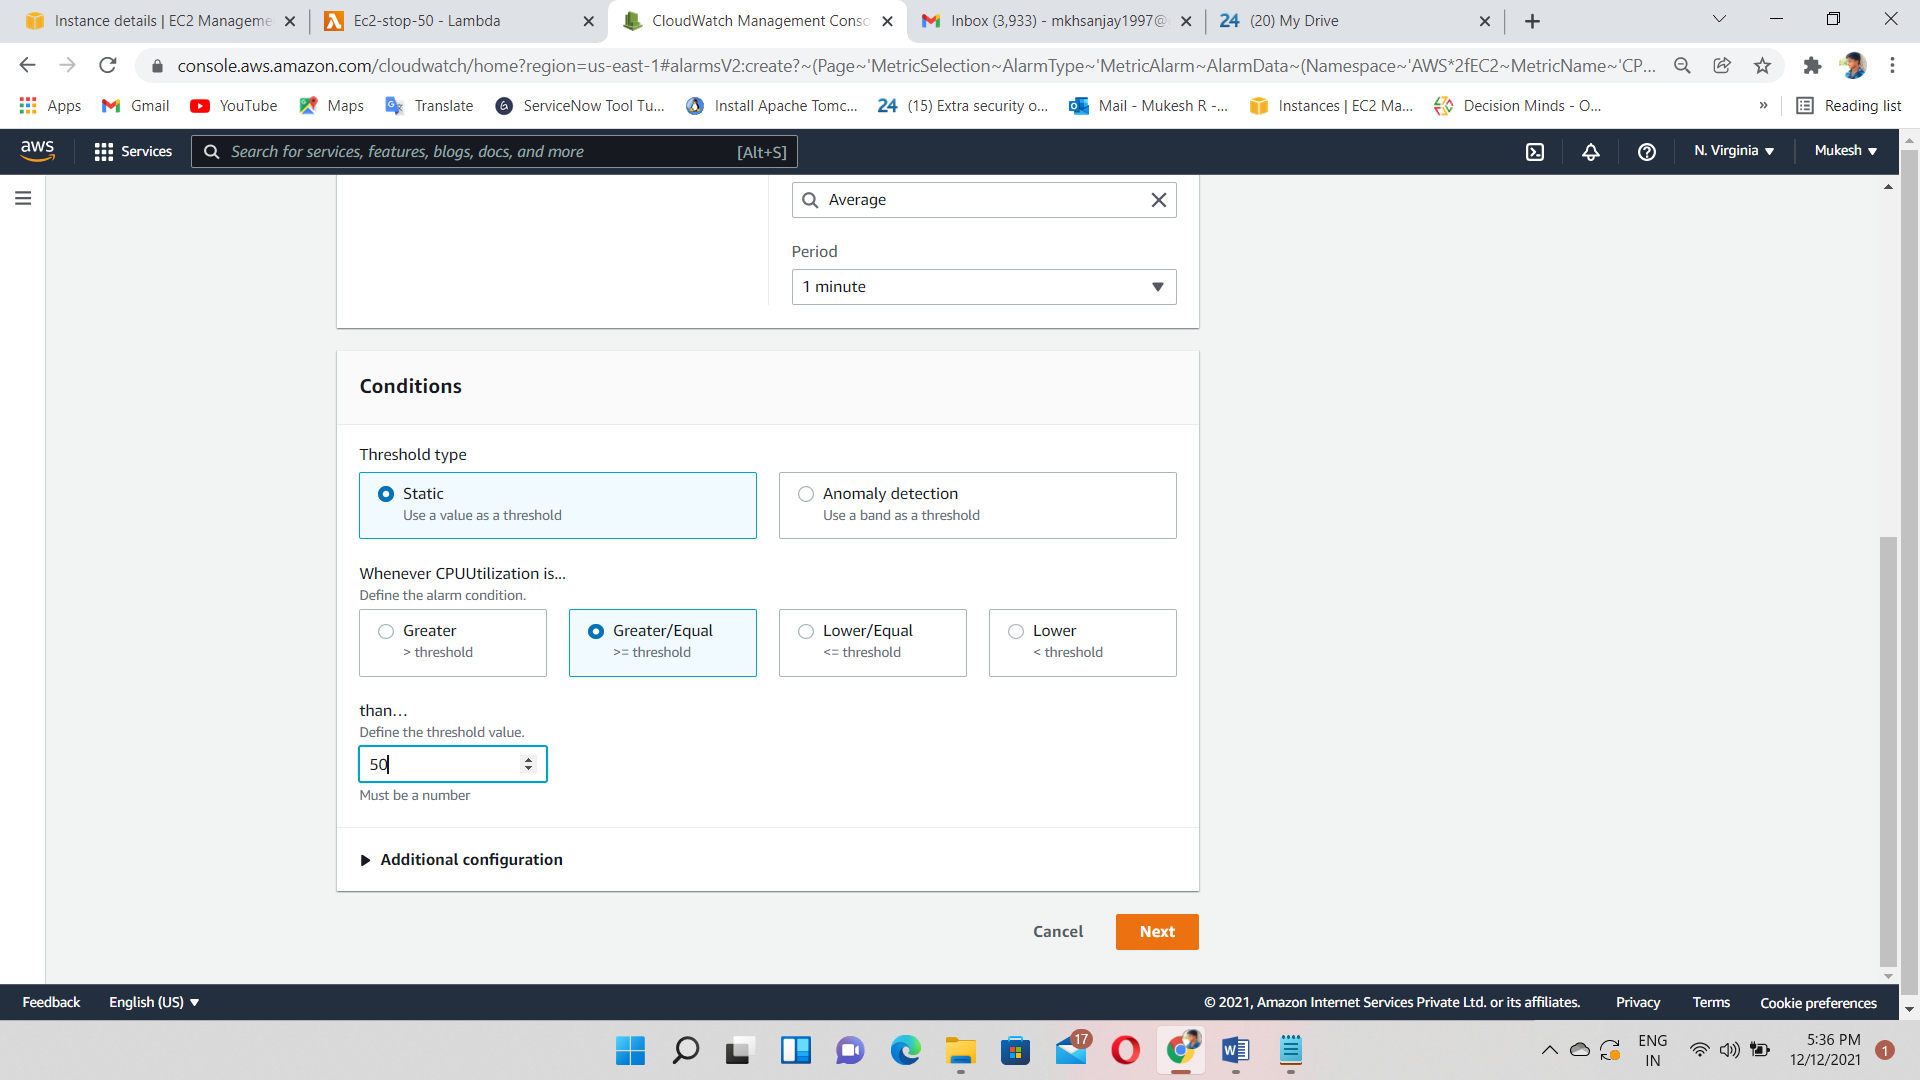 Instance details | EC2 Manageme
Ec2-stop-50 - Lambda
CloudWatch Management Conso
Inbox (3,933) - mkhsanjay1997@
24 (20) My Drive
console.aws.amazon.com/cloudwatch/home?region=us-east-1#alarmsV2:create?~(Page~'MetricSelection~AlarmType~'MetricAlarm~AlarmData~(Namespace~'AWS*2fEC2~MetricName~'CP...
Apps
Gmail
YouTube
Maps
Translate
ServiceNow Tool Tu...
Install Apache Tomc...
24 (15) Extra security o...
Mail - Mukesh R -...
Instances | EC2 Ma...
Decision Minds - O...
»
Reading list
aws
Services
Search for services, features, blogs, docs, and more
[Alt+S]
N. Virginia
Mukesh
Average
Period
1 minute
Conditions
Threshold type
Static
Use a value as a threshold
Anomaly detection
Use a band as a threshold
Whenever CPUUtilization is...
Define the alarm condition.
Greater
> threshold
Greater/Equal
>= threshold
Lower/Equal
<= threshold
Lower
< threshold
than...
Define the threshold value.
50
Must be a number
Additional configuration
Cancel
Next
Feedback
English (US)
© 2021, Amazon Internet Services Private Ltd. or its affiliates.
Privacy
Terms
Cookie preferences
17
ENG
IN
5:36 PM
12/12/2021
1